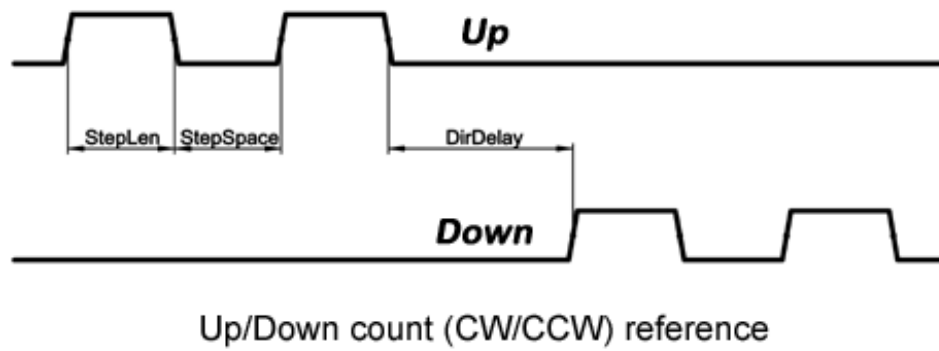 Up
StepLen StepSpace DirDelay
Down
Up/Down count (CW/CCW) reference